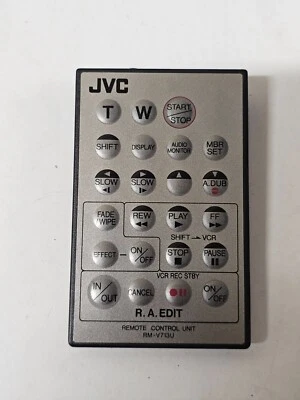 JVC
T W START/STOP
SHIFT DISPLAY AUDIO MONITOR MBR SET
SLOW SLOW A.DUB
FADE/WIPE REW PLAY FF
SHIFT → VCR
EFFECT ON/OFF STOP PAUSE
VCR REC STBY
IN/OUT CANCEL ON/OFF
R.A.EDIT
REMOTE CONTROL UNIT
RM-V713U